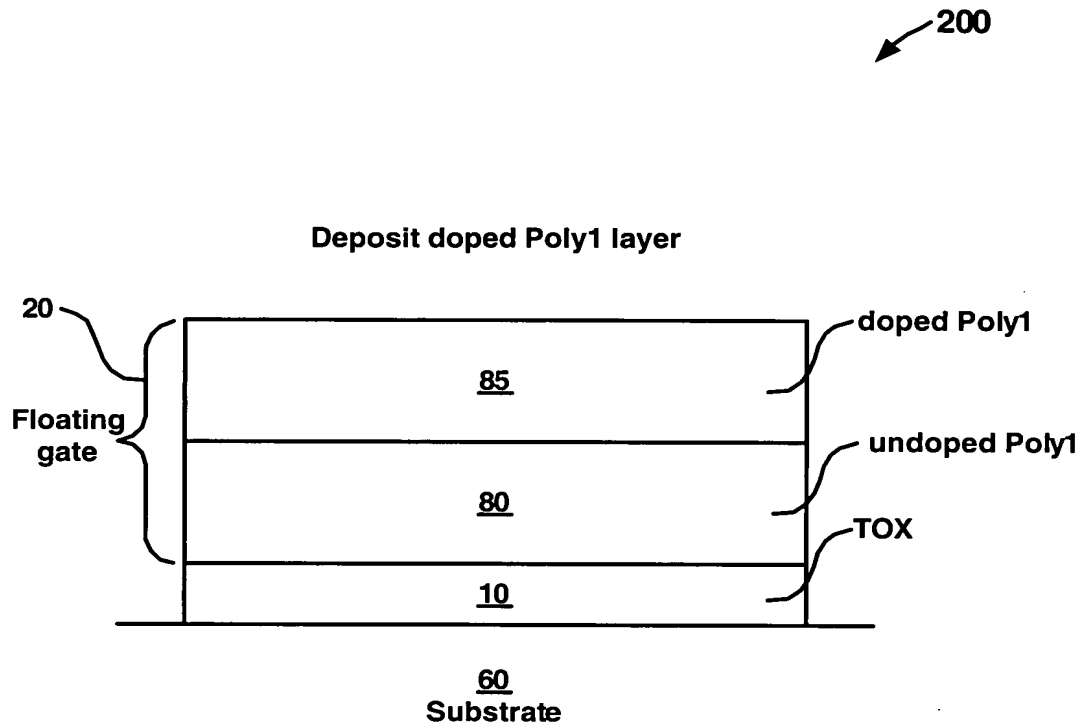 200
Deposit doped Poly1 layer
20
doped Poly1
85
Floating
gate
undoped Poly1
80
TOX
10
60
Substrate